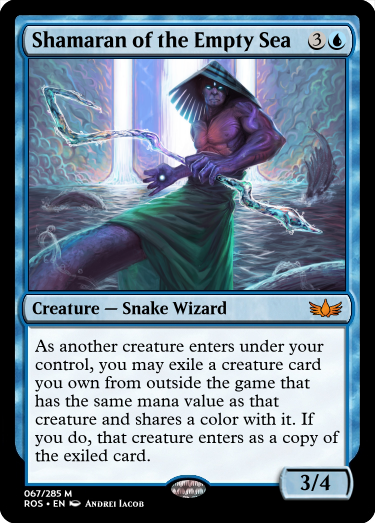 Shamaran of the Empty Sea 3
Creature — Snake Wizard
As another creature enters under your
control, you may exile a creature card
you own from outside the game that
has the same mana value as that
creature and shares a color with it. If
you do, that creature enters as a copy of
the exiled card.
3/4
067/285 M
ROS • EN Andrei Iacob